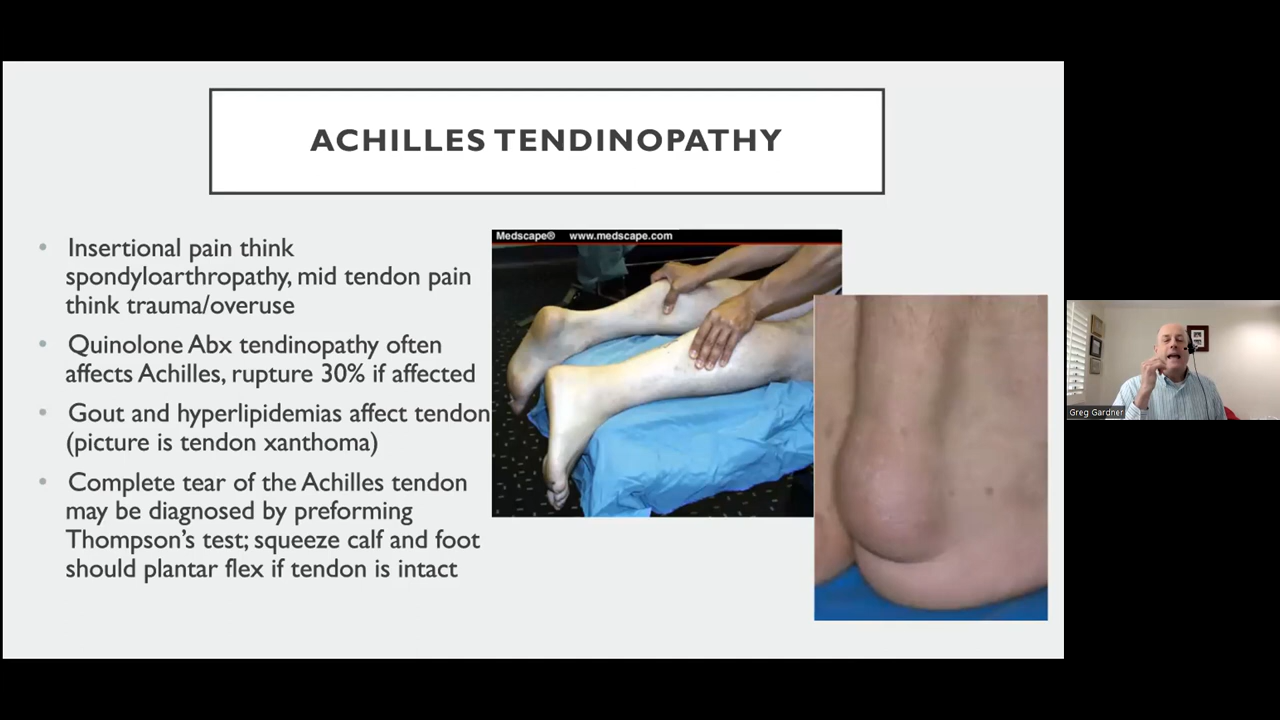 ACHILLES TENDINOPATHY
• Insertional pain think
spondyloarthropathy, mid tendon pain
think trauma/overuse
• Quinolone Abx tendinopathy often
affects Achilles, rupture 30% if affected
• Gout and hyperlipidemias affect tendon
(picture is tendon xanthoma)
• Complete tear of the Achilles tendon
may be diagnosed by preforming
Thompson’s test; squeeze calf and foot
should plantar flex if tendon is intact
Medscape® www.medscape.com
Greg Gardner